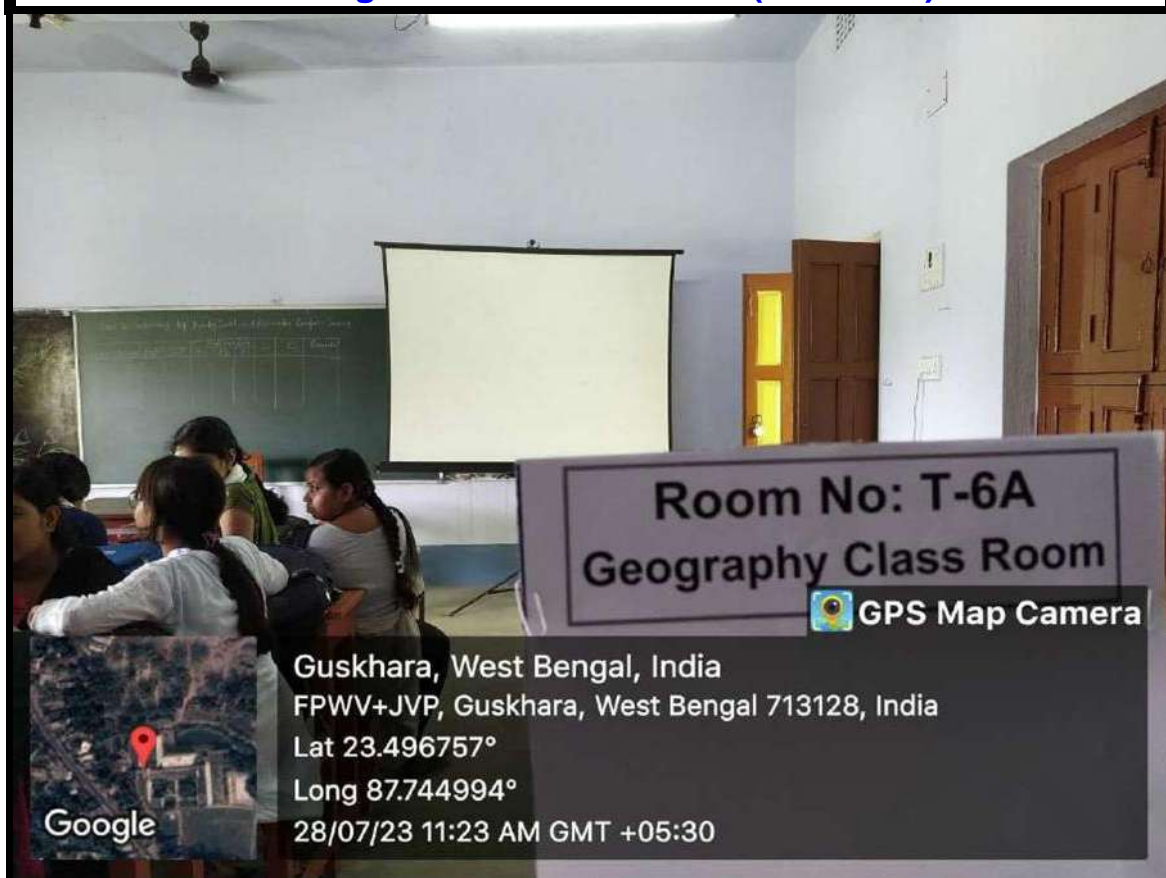 Room No: T-6A
Geography Class Room
GPS Map Camera
Guskhara, West Bengal, India
FPWV+JVP, Guskhara, West Bengal 713128, India
Lat 23.496757°
Long 87.744994°
28/07/23 11:23 AM GMT +05:30
Google